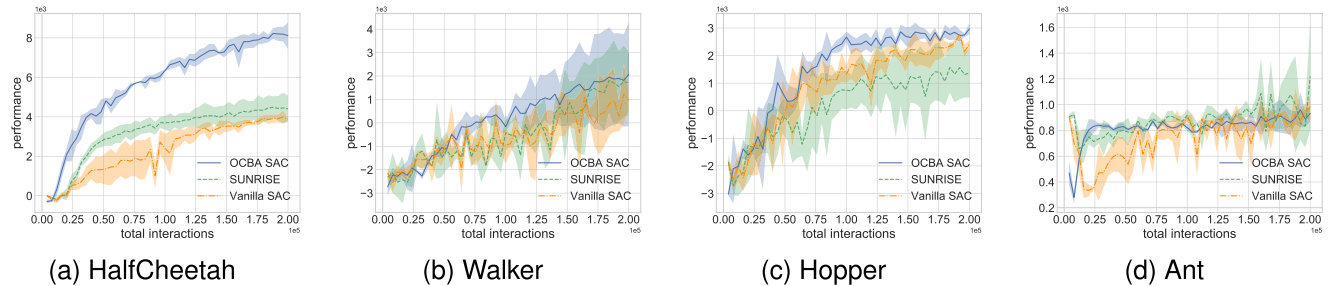 1e3
performance
8
6
4
2
0
OCBA SAC
SUNRISE
Vanilla SAC
0.00 0.25 0.50 0.75 1.00 1.25 1.50 1.75 2.00
total interactions
1e5
(a) HalfCheetah
1e3
performance
4
3
2
1
0
−1
−2
−3
OCBA SAC
SUNRISE
Vanilla SAC
0.00 0.25 0.50 0.75 1.00 1.25 1.50 1.75 2.00
total interactions
1e5
(b) Walker
1e3
performance
3
2
1
0
−1
−2
−3
OCBA SAC
SUNRISE
Vanilla SAC
0.00 0.25 0.50 0.75 1.00 1.25 1.50 1.75 2.00
total interactions
1e5
(c) Hopper
1e3
performance
1.6
1.4
1.2
1.0
0.8
0.6
0.4
0.2
OCBA SAC
SUNRISE
Vanilla SAC
0.00 0.25 0.50 0.75 1.00 1.25 1.50 1.75 2.00
total interactions
1e5
(d) Ant